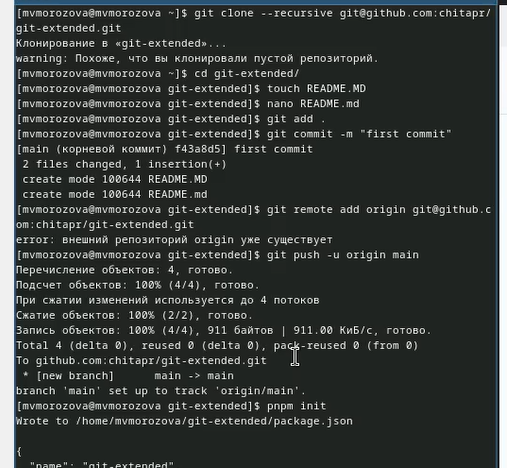 [mvmorozova@mvmorozova ~]$ git clone --recursive git@github.com:chitapr/
git-extended.git
Клонирование в «git-extended»...
warning: Похоже, что вы клонировали пустой репозиторий.
[mvmorozova@mvmorozova ~]$ cd git-extended/
[mvmorozova@mvmorozova git-extended]$ touch README.MD
[mvmorozova@mvmorozova git-extended]$ nano README.md
[mvmorozova@mvmorozova git-extended]$ git add .
[mvmorozova@mvmorozova git-extended]$ git commit -m "first commit"
[main (корневой коммит) f43a8d5] first commit
 2 files changed, 1 insertion(+)
 create mode 100644 README.MD
 create mode 100644 README.md
[mvmorozova@mvmorozova git-extended]$ git remote add origin git@github.c
om:chitapr/git-extended.git
error: внешний репозиторий origin уже существует
[mvmorozova@mvmorozova git-extended]$ git push -u origin main
Перечисление объектов: 4, готово.
Подсчет объектов: 100% (4/4), готово.
При сжатии изменений используется до 4 потоков
Сжатие объектов: 100% (2/2), готово.
Запись объектов: 100% (4/4), 911 байтов | 911.00 КиБ/с, готово.
Total 4 (delta 0), reused 0 (delta 0), pack-reused 0 (from 0)
To github.com:chitapr/git-extended.git
 * [new branch]      main -> main
branch 'main' set up to track 'origin/main'.
[mvmorozova@mvmorozova git-extended]$ pnpm init
Wrote to /home/mvmorozova/git-extended/package.json
{
  "name": "git-extended"